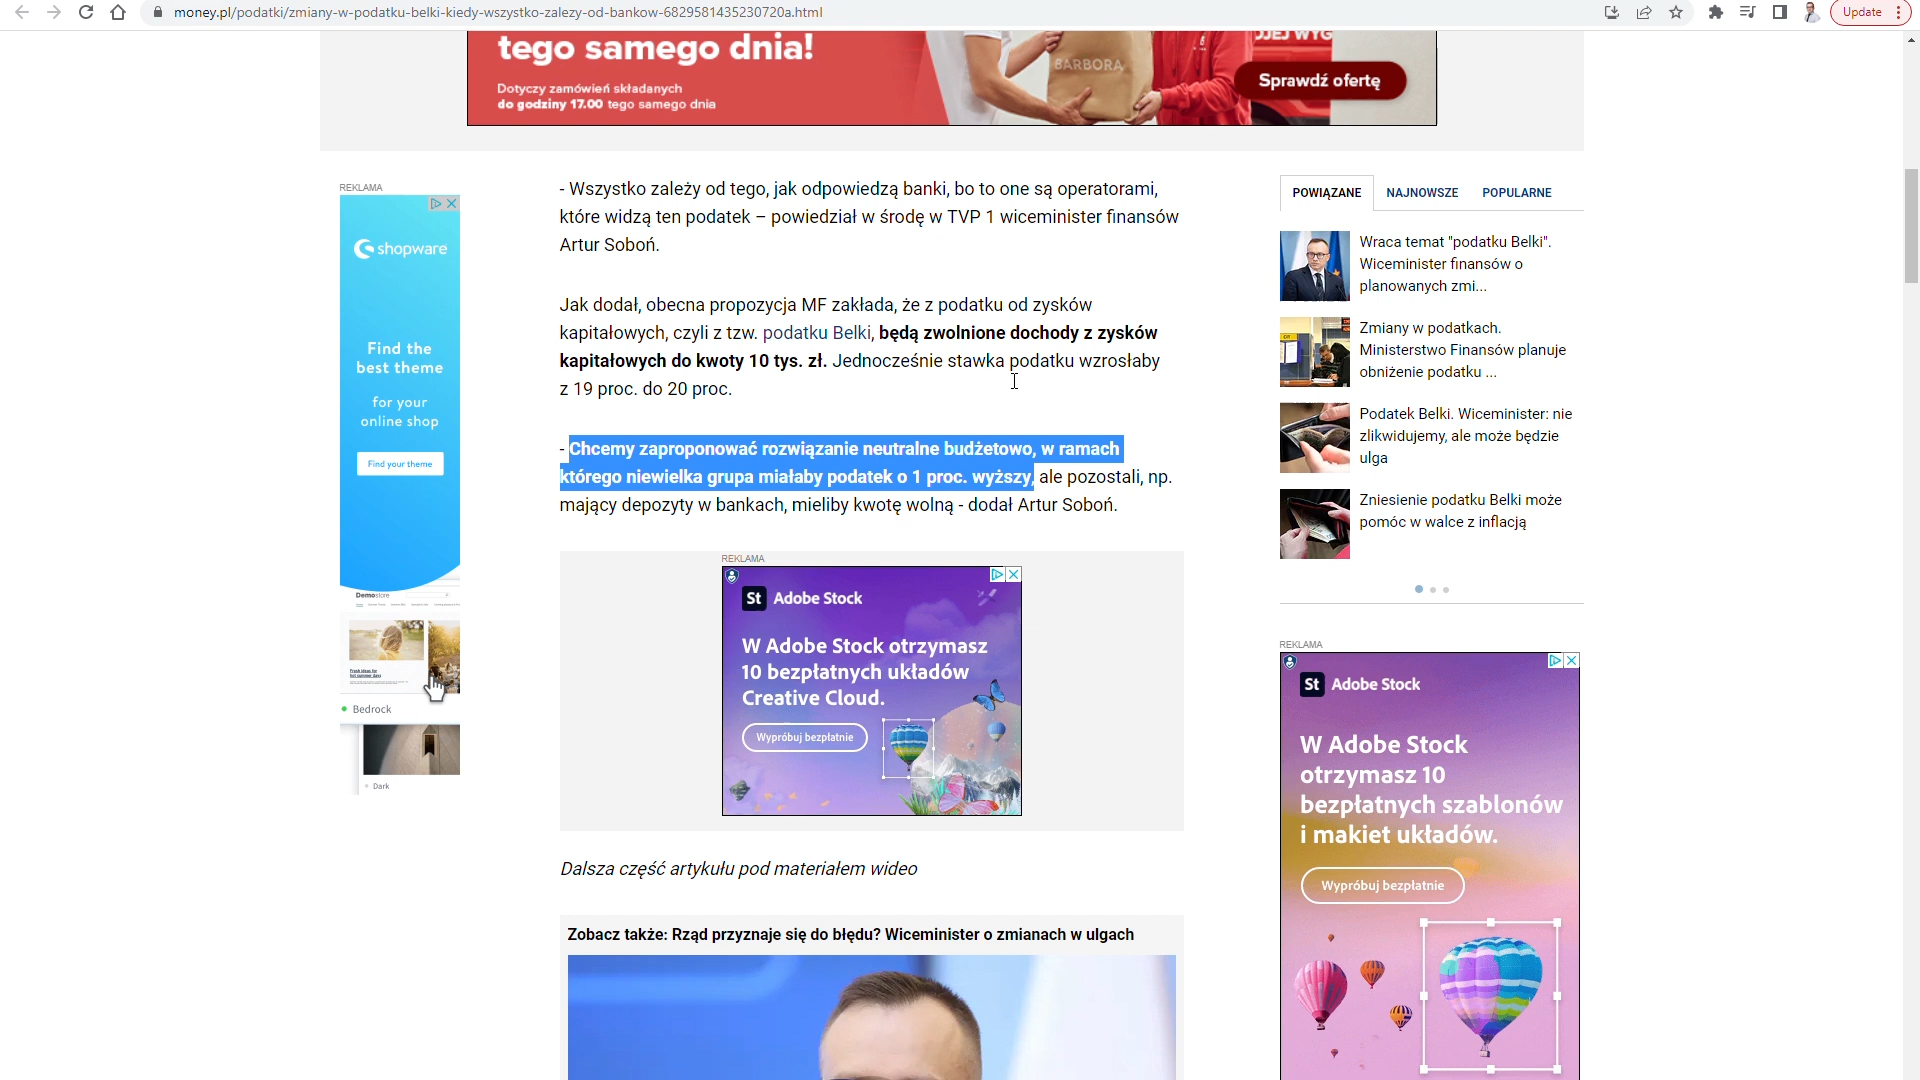 money.pl/podatki/zmiany-w-podatku-belki-kiedy-wszystko-zalezy-od-bankow-6829581435230720a.html
Update
tego samego dnia!
Dotyczy zamówień składanych
do godziny 17.00 tego samego dnia
BARBORA
Sprawdź ofertę
REKLAMA
shopware
Find the
best theme
for your
online shop
Find your theme
Demostore
Fresh ideas for
hot summer days
Bedrock
Dark
- Wszystko zależy od tego, jak odpowiedzą banki, bo to one są operatorami,
które widzą ten podatek – powiedział w środę w TVP 1 wiceminister finansów
Artur Soboń.
Jak dodał, obecna propozycja MF zakłada, że z podatku od zysków
kapitałowych, czyli z tzw. podatku Belki, będą zwolnione dochody z zysków
kapitałowych do kwoty 10 tys. zł. Jednocześnie stawka podatku wzrosłaby
z 19 proc. do 20 proc.
- Chcemy zaproponować rozwiązanie neutralne budżetowo, w ramach
którego niewielka grupa miałaby podatek o 1 proc. wyższy, ale pozostali, np.
mający depozyty w bankach, mieliby kwotę wolną - dodał Artur Soboń.
REKLAMA
St Adobe Stock
W Adobe Stock otrzymasz
10 bezpłatnych układów
Creative Cloud.
Wypróbuj bezpłatnie
Dalsza część artykułu pod materiałem wideo
Zobacz także: Rząd przyznaje się do błędu? Wiceminister o zmianach w ulgach
POWIĄZANE NAJNOWSZE POPULARNE
Wraca temat "podatku Belki".
Wiceminister finansów o
planowanych zmi...
Zmiany w podatkach.
Ministerstwo Finansów planuje
obniżenie podatku ...
Podatek Belki. Wiceminister: nie
zlikwidujemy, ale może będzie
ulga
Zniesienie podatku Belki może
pomóc w walce z inflacją
REKLAMA
St Adobe Stock
W Adobe Stock
otrzymasz 10
bezpłatnych szablonów
i makiet układów.
Wypróbuj bezpłatnie